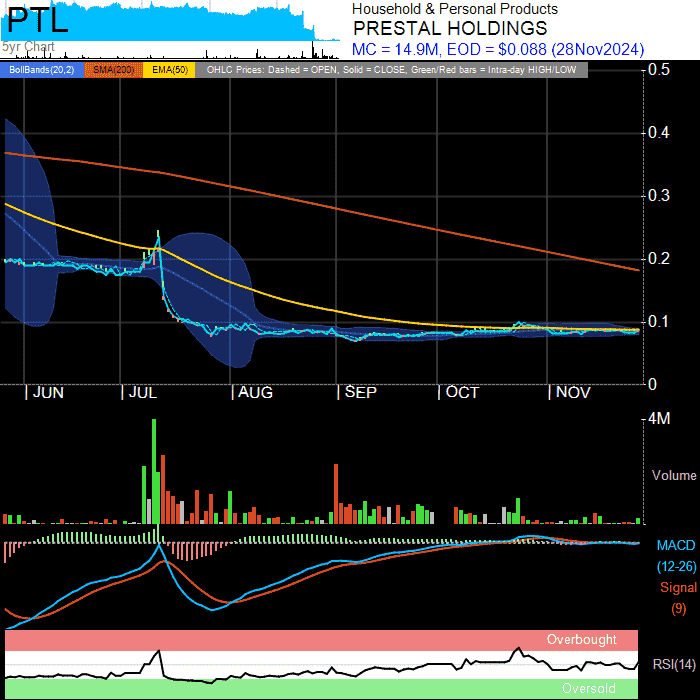 PTL
5yr Chart
Household & Personal Products
PRESTAL HOLDINGS
MC = 14.9M, EOD = $0.088 (28Nov2024)
BollBands(20,2) SMA(200) EMA(50) OHLC Prices: Dashed = OPEN, Solid = CLOSE, Green/Red bars = Intra-day HIGH/LOW
0.5
0.4
0.3
0.2
0.1
0
JUN JUL AUG SEP OCT NOV
4M
Volume
MACD
(12-26)
Signal
(9)
Overbought
RSI(14)
Oversold